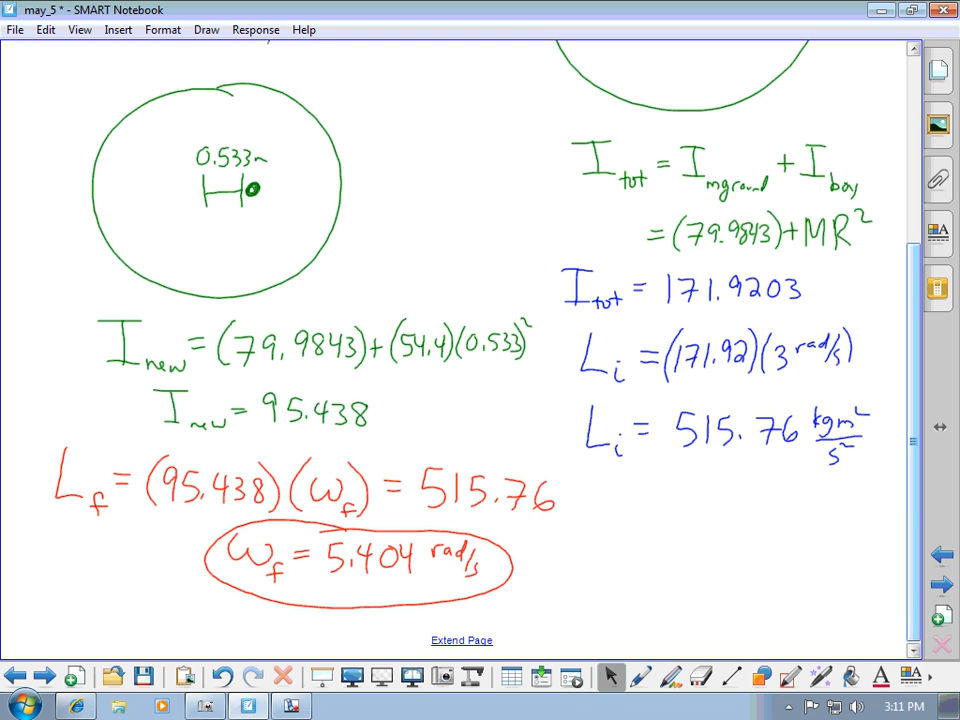 may_5 * - SMART Notebook
File Edit View Insert Format Draw Response Help
0.533m
I_new = (79.9843)+(54.4)(0.533)²
I_new = 95.438
I_tot = I_mground + I_boy
= (79.9843)+MR²
I_tot = 171.9203
L_i = (171.92)(3 rad/s)
L_i = 515.76 kgm²/s²
L_f = (95.438)(ω_f) = 515.76
ω_f = 5.404 rad/s
Extend Page
3:11 PM